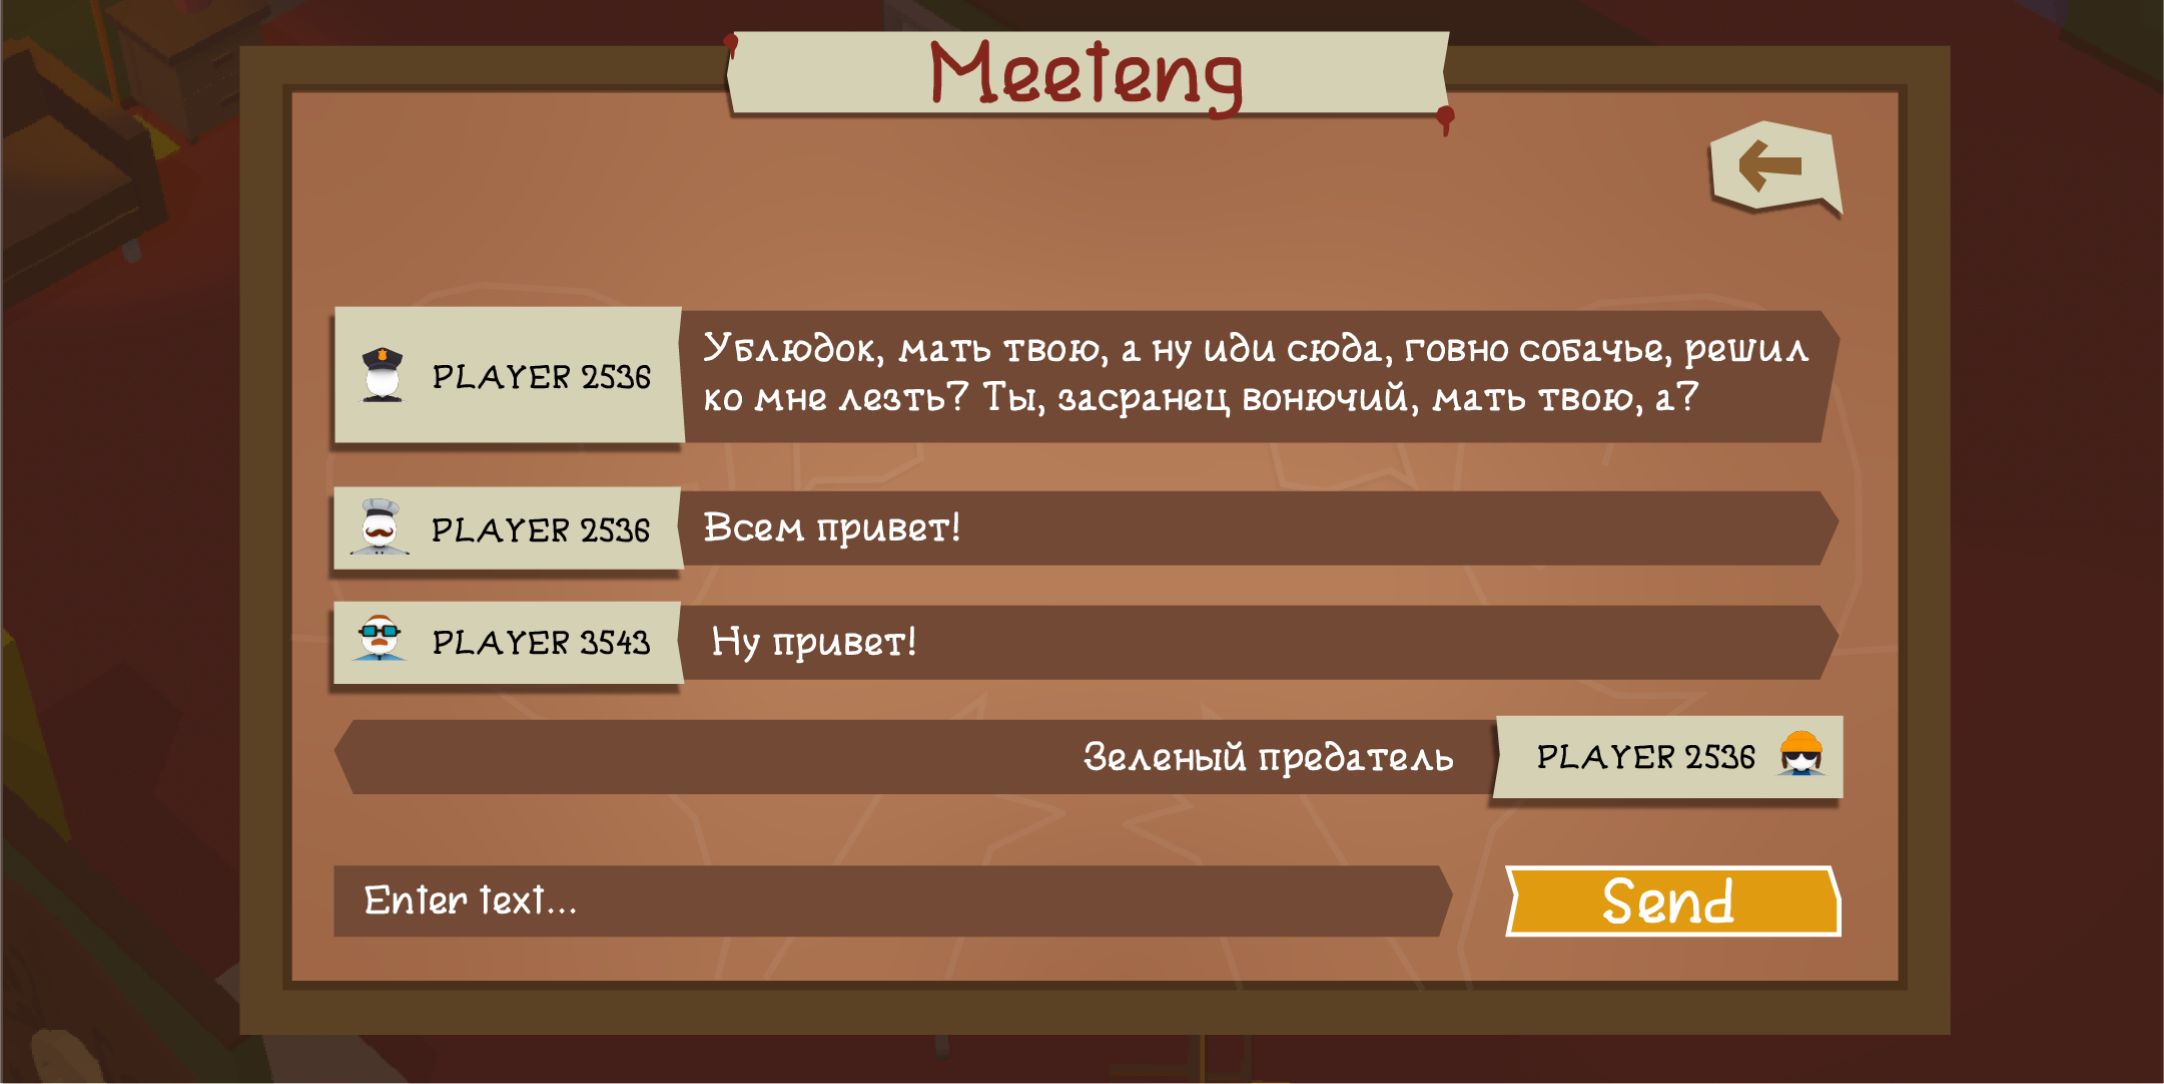 Meeteng
PLAYER 2536
Ублюдок, мать твою, а ну иди сюда, говно собачье, решил
ко мне лезть? Ты, засранец вонючий, мать твою, а?
PLAYER 2536
Всем привет!
PLAYER 3543
Ну привет!
Зеленый предатель
PLAYER 2536
Enter text...
Send